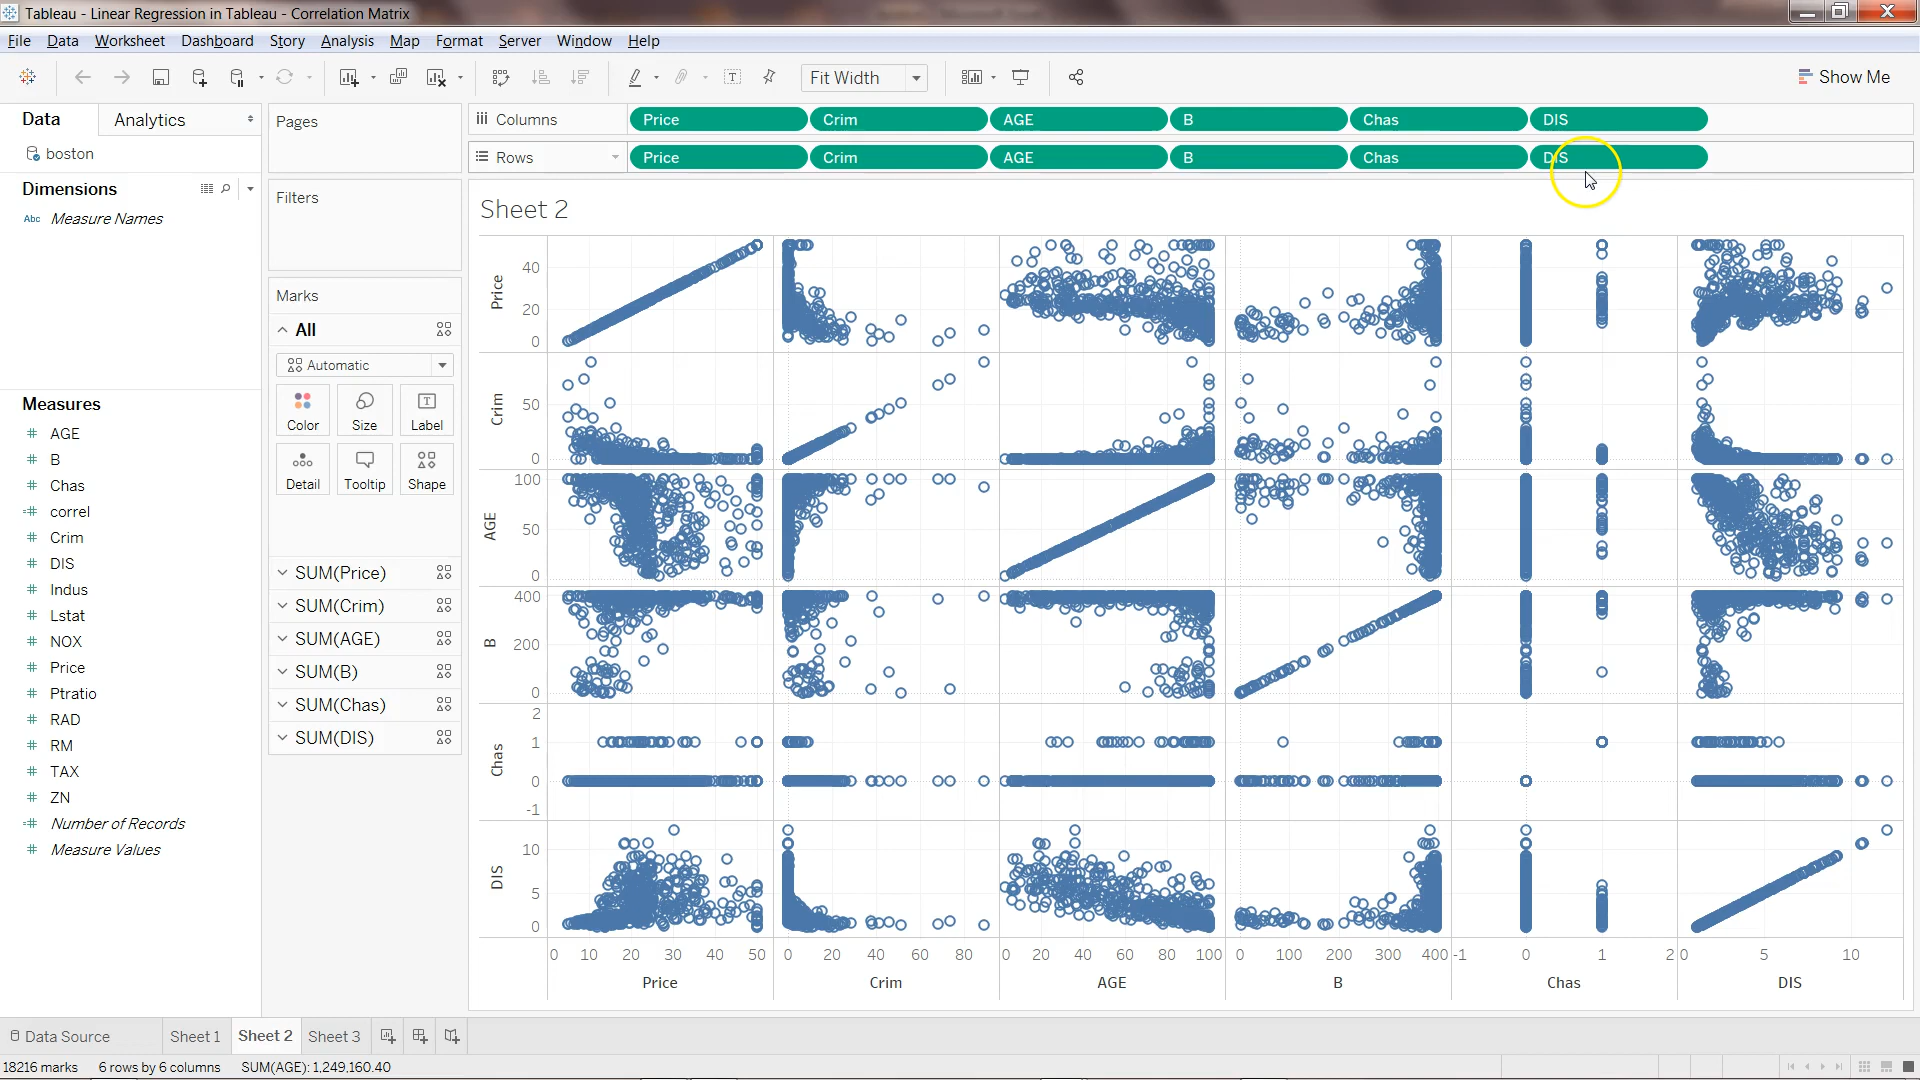 Tableau - Linear Regression in Tableau - Correlation Matrix
File Data Worksheet Dashboard Story Analysis Map Format Server Window Help
Fit Width
Show Me
Data Analytics
boston
Dimensions
Abc Measure Names
Measures
AGE
B
Chas
correl
Crim
DIS
Indus
Lstat
NOX
Price
Ptratio
RAD
RM
TAX
ZN
Number of Records
Measure Values
Pages
Filters
Marks
All
Automatic
Color Size Label
Detail Tooltip Shape
SUM(Price)
SUM(Crim)
SUM(AGE)
SUM(B)
SUM(Chas)
SUM(DIS)
Columns Price Crim AGE B Chas DIS
Rows Price Crim AGE B Chas DIS
Sheet 2
Price
40
20
0
Crim
50
0
AGE
100
50
0
B
400
200
0
Chas
2
1
0
-1
DIS
10
5
0
0 10 20 30 40 50 0 20 40 60 80 0 20 40 60 80 100 0 100 200 300 400 -1 0 1 2 0 5 10
Price Crim AGE B Chas DIS
Data Source Sheet 1 Sheet 2 Sheet 3
18216 marks 6 rows by 6 columns SUM(AGE): 1,249,160.40